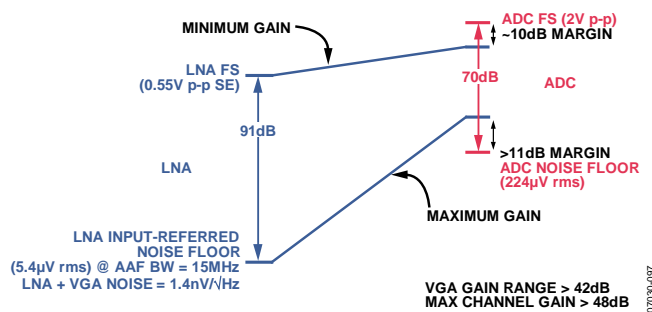 MINIMUM GAIN
ADC FS (2V p-p)
~10dB MARGIN
LNA FS
(0.55V p-p SE)
70dB
ADC
91dB
LNA
>11dB MARGIN
ADC NOISE FLOOR
(224µV rms)
MAXIMUM GAIN
LNA INPUT-REFERRED
NOISE FLOOR
(5.4µV rms) @ AAF BW = 15MHz
LNA + VGA NOISE = 1.4nV/√Hz
VGA GAIN RANGE > 42dB
MAX CHANNEL GAIN > 48dB
07030-097